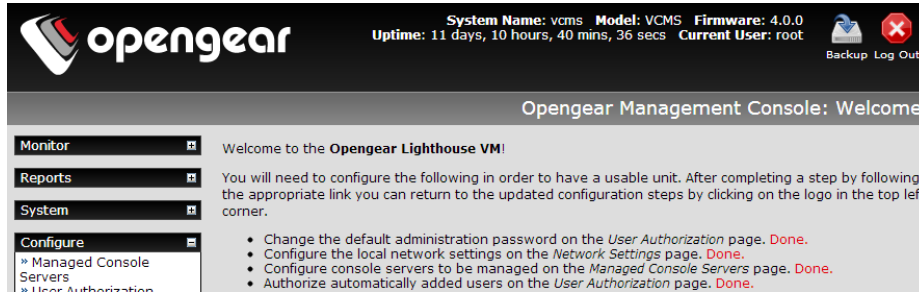 opengear
System Name: vcms Model: VCMS Firmware: 4.0.0
Uptime: 11 days, 10 hours, 40 mins, 36 secs Current User: root
Backup Log Out
Opengear Management Console: Welcome
Monitor
Reports
System
Configure
» Managed Console
Servers
» User Authorization
Welcome to the Opengear Lighthouse VM!
You will need to configure the following in order to have a usable unit. After completing a step by following
the appropriate link you can return to the updated configuration steps by clicking on the logo in the top lef
corner.
• Change the default administration password on the User Authorization page. Done.
• Configure the local network settings on the Network Settings page. Done.
• Configure console servers to be managed on the Managed Console Servers page. Done.
• Authorize automatically added users on the User Authorization page. Done.